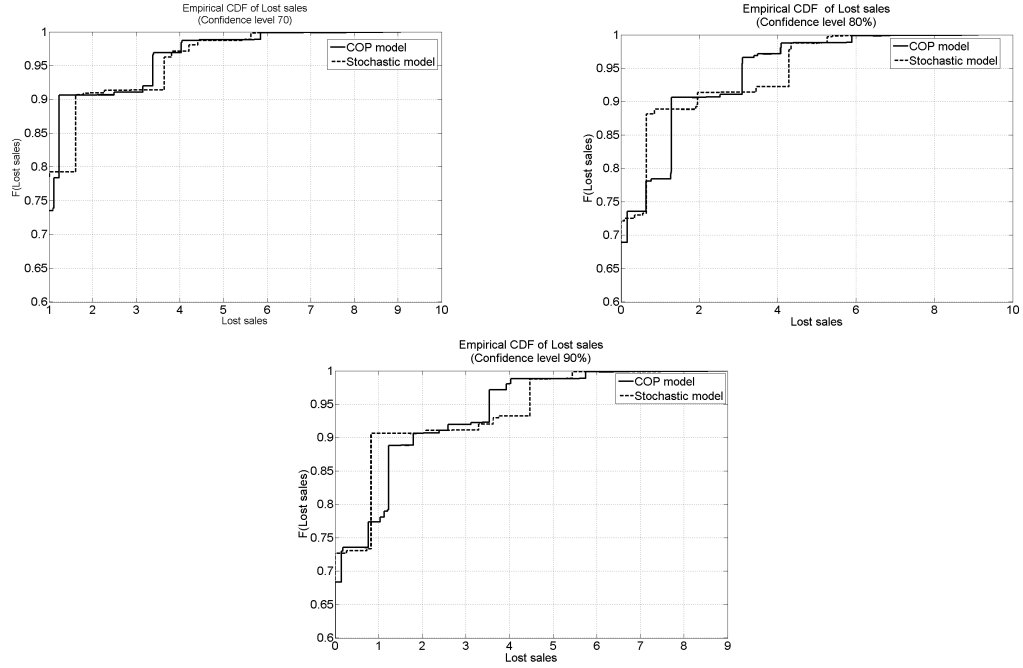 Empirical CDF of Lost sales
(Confidence level 70)
1
0.95
0.9
0.85
0.8
0.75
0.7
0.65
0.6
F(Lost sales)
COP model
Stochastic model
1 2 3 4 5 6 7 8 9 10
Lost sales
Empirical CDF of Lost sales
(Confidence level 80%)
1
0.95
0.9
0.85
0.8
0.75
0.7
0.65
0.6
F(Lost sales)
COP model
Stochastic model
0 2 4 6 8 10
Lost sales
Empirical CDF of Lost sales
(Confidence level 90%)
1
0.95
0.9
0.85
0.8
0.75
0.7
0.65
0.6
F(Lost sales)
COP model
Stochastic model
0 1 2 3 4 5 6 7 8 9
Lost sales